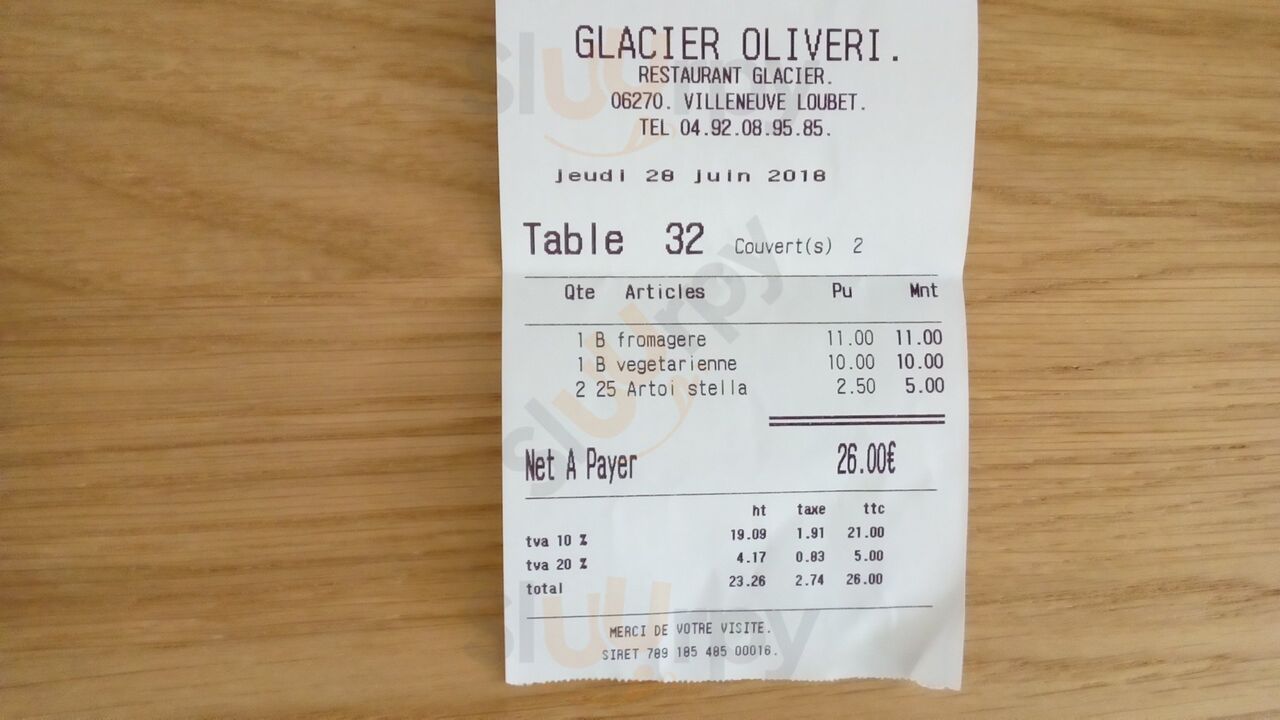 GLACIER OLIVERI.
RESTAURANT GLACIER.
06270. VILLENEUVE LOUBET.
TEL 04.92.08.95.85.
jeudi 28 juin 2018
Table 32 Couvert(s) 2
Qte Articles Pu Mnt
1 B fromagere 11.00 11.00
1 B vegetarienne 10.00 10.00
2 25 Artoi stella 2.50 5.00
Net A Payer 26.00€
ht taxe ttc
tva 10 % 19.09 1.91 21.00
tva 20 % 4.17 0.83 5.00
total 23.26 2.74 26.00
MERCI DE VOTRE VISITE.
SIRET 789 185 485 00016.
sluurpy
sluurpy
sluurpy